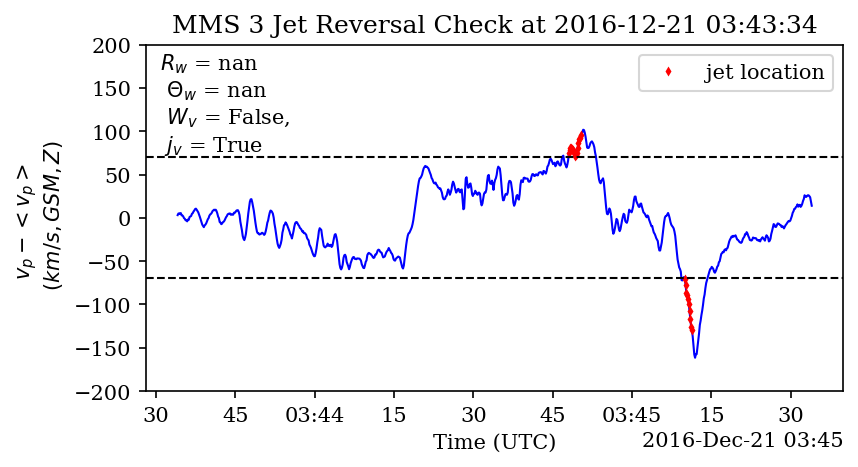 MMS 3 Jet Reversal Check at 2016-12-21 03:43:34
R_w = nan
Θ_w = nan
W_v = False,
j_v = True
jet location
200
150
100
50
0
−50
−100
−150
−200
v_p − < v_p >
(km/s, GSM, Z)
30 45 03:44 15 30 45 03:45 15 30
Time (UTC)
2016-Dec-21 03:45